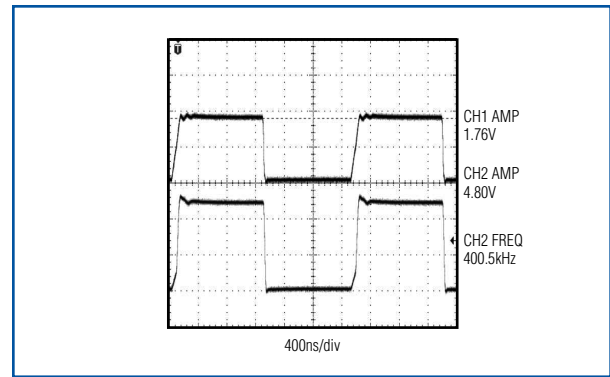 T
CH1 AMP
1.76V
CH2 AMP
4.80V
CH2 FREQ
400.5kHz
400ns/div